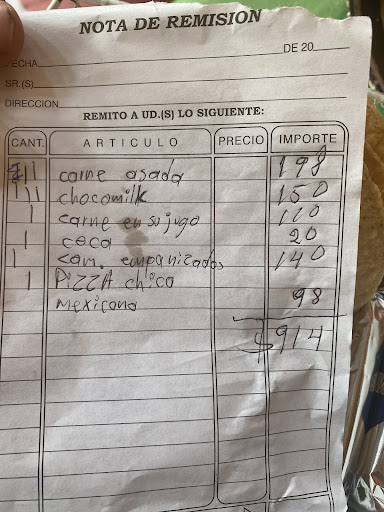 NOTA DE REMISION
FECHA DE 20
SR.(S)
DIRECCION
REMITO A UD.(S) LO SIGUIENTE:
CANT. ARTICULO PRECIO IMPORTE
11 carne asada 198
111 chocomilk 150
1 carne en su jugo 110
1 coca 20
1 cam. empanizados 140
1 PIZZA chica
mexicana 98
$914